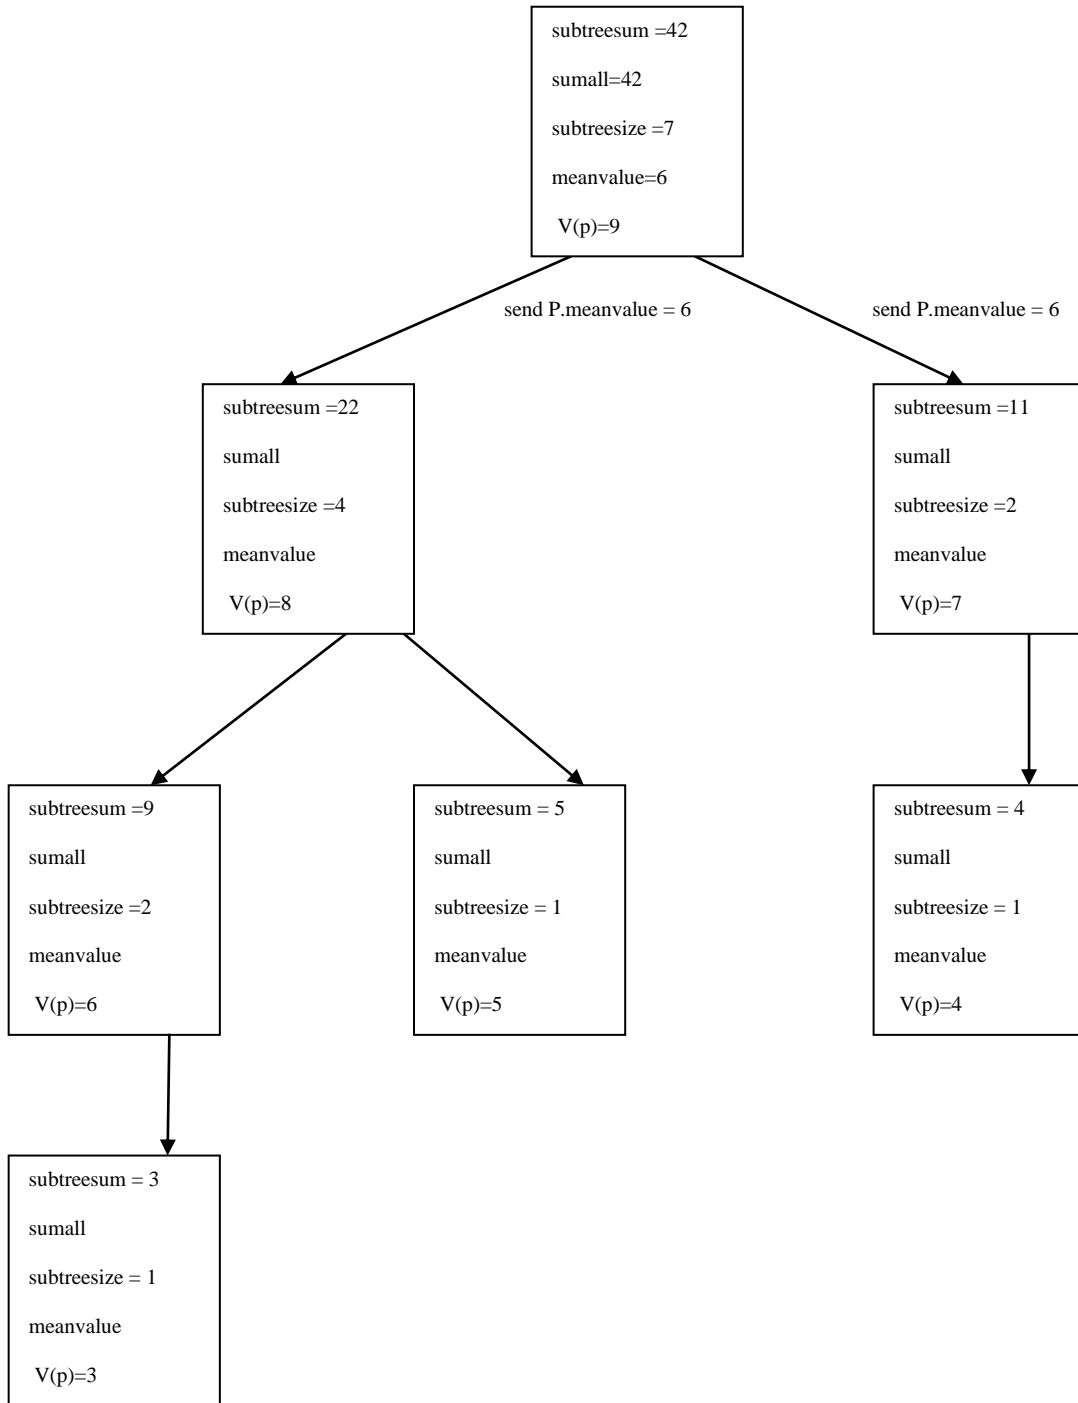 subtreesum =42
sumall=42
subtreesize =7
meanvalue=6
V(p)=9
send P.meanvalue = 6
send P.meanvalue = 6
subtreesum =22
sumall
subtreesize =4
meanvalue
V(p)=8
subtreesum =11
sumall
subtreesize =2
meanvalue
V(p)=7
subtreesum =9
sumall
subtreesize =2
meanvalue
V(p)=6
subtreesum = 5
sumall
subtreesize = 1
meanvalue
V(p)=5
subtreesum = 4
sumall
subtreesize = 1
meanvalue
V(p)=4
subtreesum = 3
sumall
subtreesize = 1
meanvalue
V(p)=3